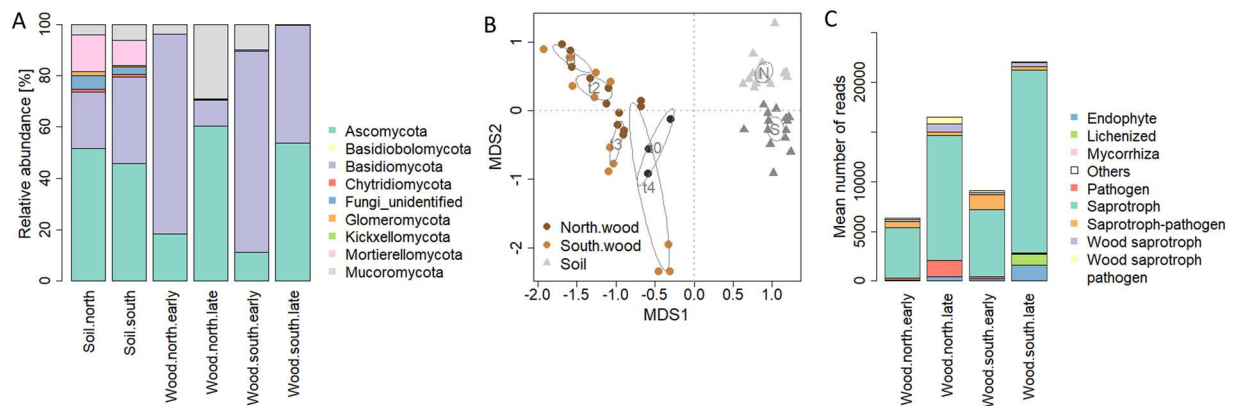 A
Relative abundance [%]
100
80
60
40
20
0
Soil.north
Soil.south
Wood.north.early
Wood.north.late
Wood.south.early
Wood.south.late
Ascomycota
Basidiobolomycota
Basidiomycota
Chytridiomycota
Fungi_unidentified
Glomeromycota
Kickxellomycota
Mortierellomycota
Mucoromycota
B
MDS2
1
0
-1
-2
t2
t3
t0
t4
N
S
North.wood
South.wood
Soil
-2.0
-1.5
-1.0
-0.5
0.0
0.5
1.0
MDS1
C
Mean number of reads
20000
10000
5000
0
Wood.north.early
Wood.north.late
Wood.south.early
Wood.south.late
Endophyte
Lichenized
Mycorrhiza
Others
Pathogen
Saprotroph
Saprotroph-pathogen
Wood saprotroph
Wood saprotroph
pathogen